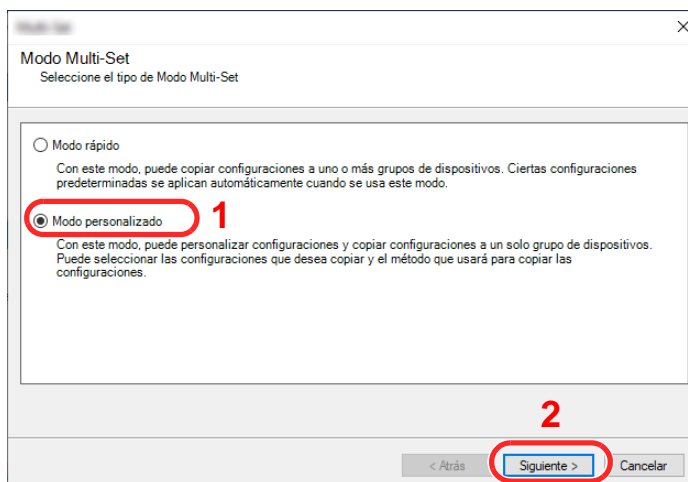 Multi-Set
Modo Multi-Set
Seleccione el tipo de Modo Multi-Set
Modo rápido
Con este modo, puede copiar configuraciones a uno o más grupos de dispositivos. Ciertas configuraciones
predeterminadas se aplican automáticamente cuando se usa este modo.
Modo personalizado
1
Con este modo, puede personalizar configuraciones y copiar configuraciones a un solo grupo de dispositivos.
Puede seleccionar las configuraciones que desea copiar y el método que usará para copiar las
configuraciones.
2
< Atrás
Siguiente >
Cancelar